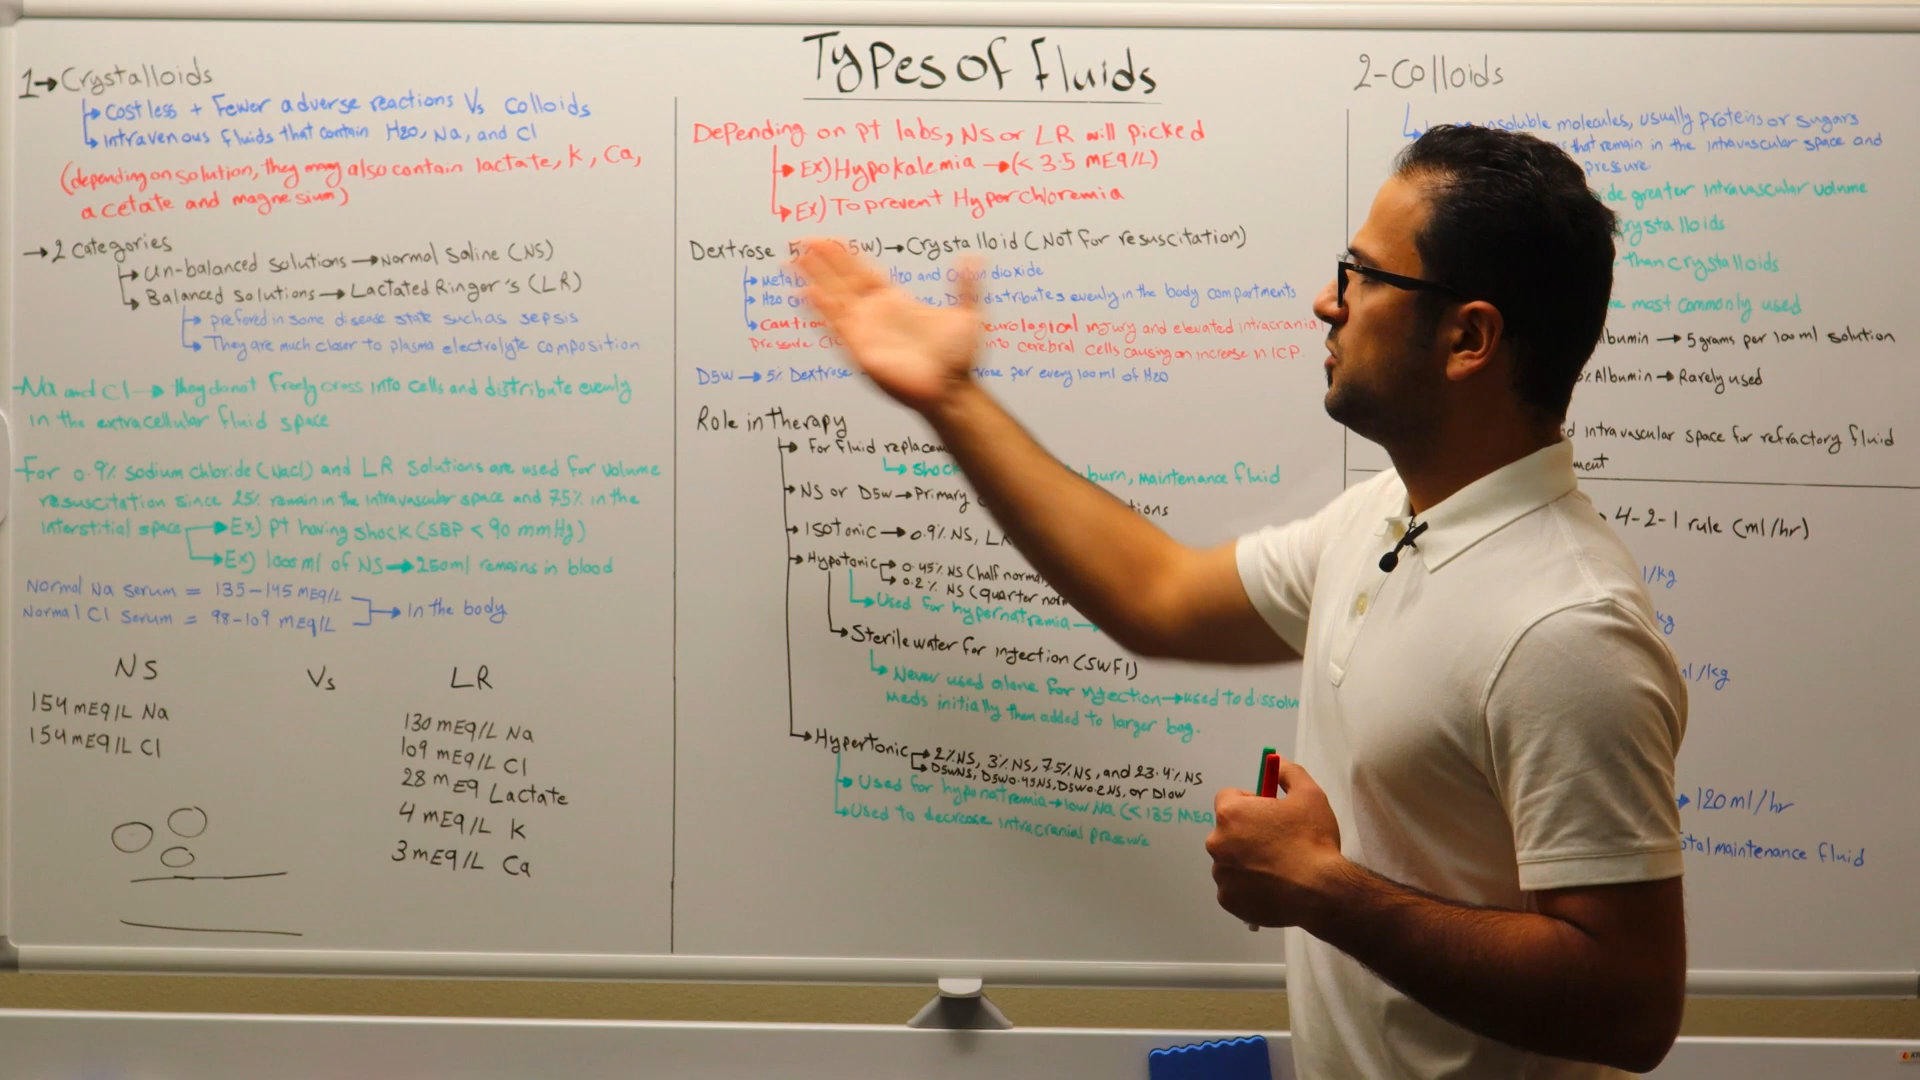 Types of Fluids
1→Crystalloids
↳ Cost less + Fewer adverse reactions Vs colloids
↳ Intravenous fluids that contain H2O, Na, and Cl
(depending on solution, they may also contain lactate, K, Ca,
acetate and magnesium)
→2 Categories
↳ Un-balanced solutions → Normal Saline (NS)
↳ Balanced solutions → Lactated Ringer's (LR)
↳ prefored in some disease state such as sepsis
↳ They are much closer to plasma electrolyte composition
-Na and Cl → they do not Freely cross into cells and distribute evenly
in the extracellular fluid space
-For 0.9% sodium chloride (NaCl) and LR solutions are used for volume
resuscitation since 25% remain in the intravascular space and 75% in the
interstitial space → Ex) pt having shock (SBP < 90 mmHg)
→ Ex) 1000 ml of NS → 250ml remains in blood
Normal Na serum = 135-145 MEq/L
Normal Cl Serum = 98-109 mEq/L → In the body
NS Vs LR
154 mEq/L Na
154 mEq/L Cl
130 mEq/L Na
109 mEq/L Cl
28 mEq Lactate
4 mEq/L K
3 mEq/L Ca
Depending on pt labs, NS or LR will picked
↳ Ex) Hypokalemia → (< 3.5 mEq/L)
↳ Ex) To prevent Hyperchloremia
Dextrose 5% 5W) → Crystalloid (Not for resuscitation)
↳ Metab H2O and Carbon dioxide
↳ H2O D5W distributes evenly in the body compartments
↳ Caution neurological injury and elevated intracranial
pressure into cerebral cells causing an increase in ICP.
D5W → 5% Dextrose per every 100ml of H2O
Role in therapy
↳ For fluid replacem
↳ shock burn, maintenance fluid
→ NS or D5W → Primary tions
→ Isotonic → 0.9% NS, LR
→ Hypotonic → 0.45% NS (half normal
→ 0.2% NS (quarter nor
↳ Used for hypernatremia →
↳ Sterile water for injection (SWFI)
↳ Never used alone for injection → used to dissolv
meds initially then added to larger bag.
↳ Hypertonic → 2% NS, 3% NS, 7.5% NS, and 23.4% NS
↳ D5WNS, D5W0.45NS, D5W0.2NS, or D10W
↳ Used for hyponatremia → low Na (< 135 MEq
↳ Used to decrease intracranial pressure
2-Colloids
insoluble molecules, usually proteins or sugars
that remain in the intravascular space and
pressure.
ide greater intravascular volume
crystalloids
than crystalloids
most commonly used
lbumin → 5 grams per 100 ml solution
% Albumin → Rarely used
d intravascular space for refractory fluid
ment
4-2-1 rule (ml/hr)
l/kg
kg
ml/kg
→ 120 ml/hr
otal maintenance fluid